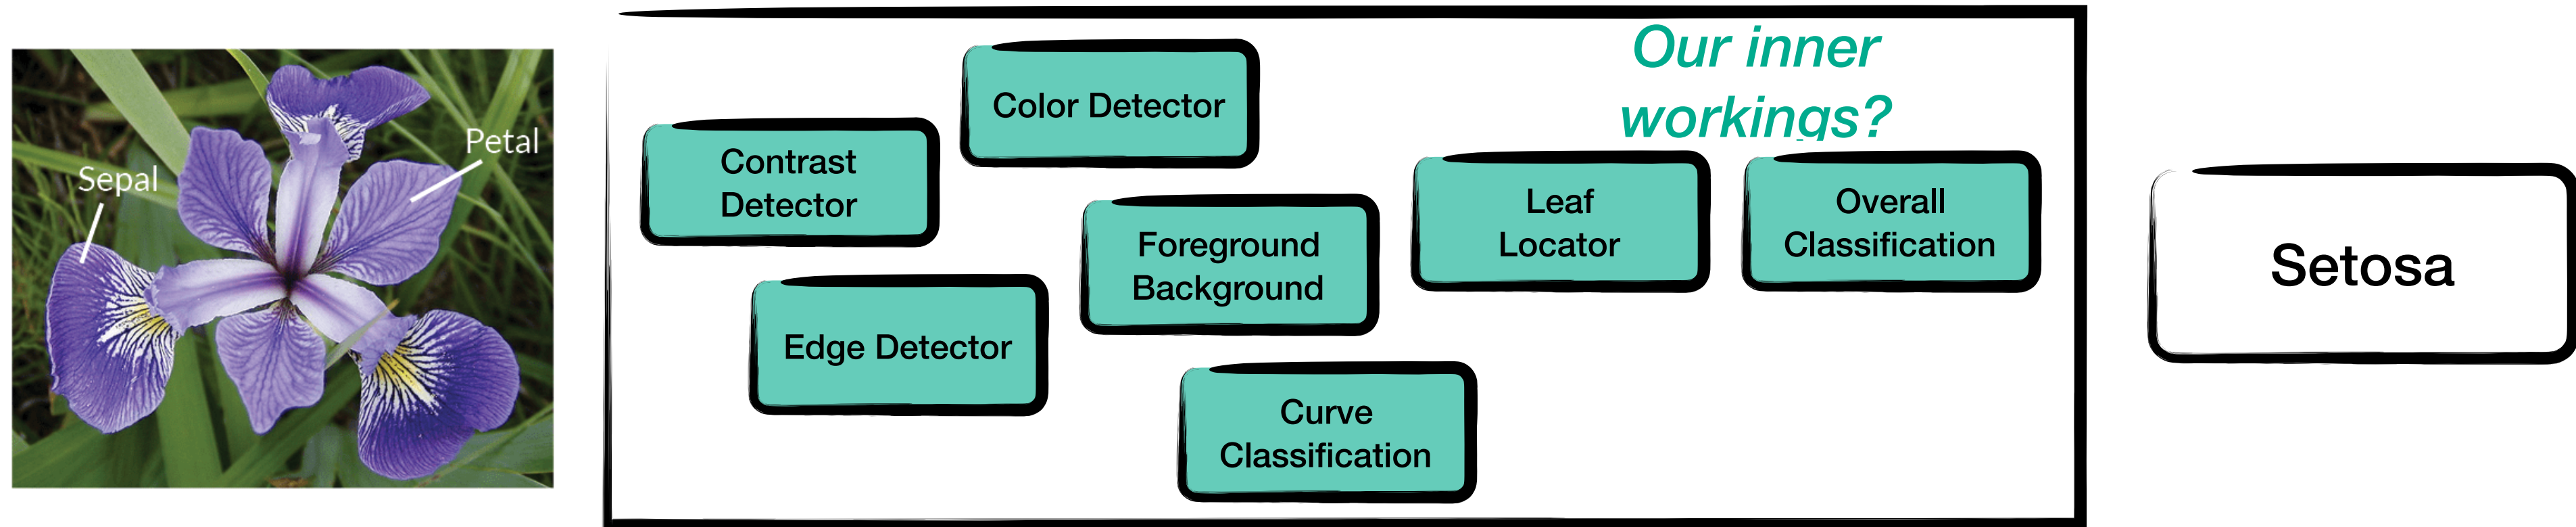 Sepal
Petal
Contrast
Detector
Color Detector
Edge Detector
Foreground
Background
Curve
Classification
Our inner
workings?
Leaf
Locator
Overall
Classification
Setosa